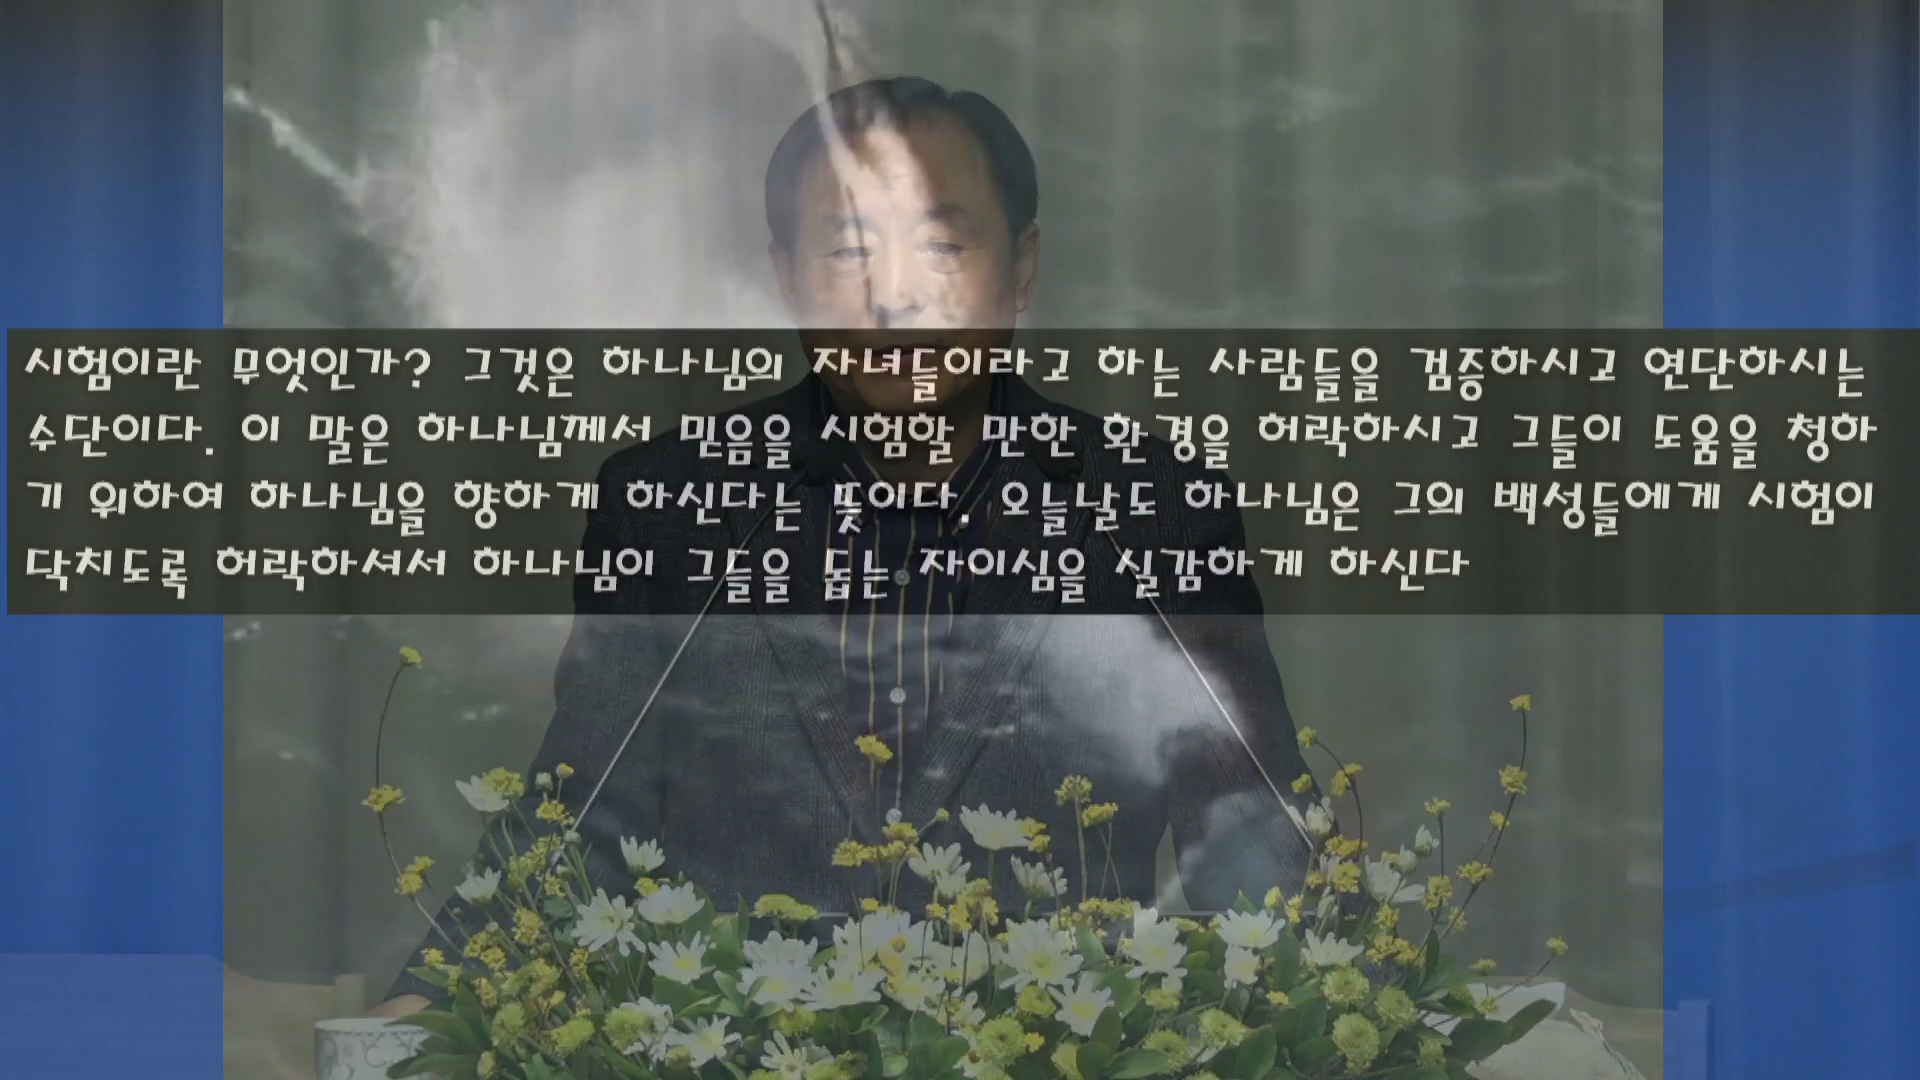 시험이란 무엇인가? 그것은 하나님의 자녀들이라고 하는 사람들을 검증하시고 연단하시는
수단이다. 이 말은 하나님께서 믿음을 시험할 만한 환경을 허락하시고 그들이 도움을 청하
기 위하여 하나님을 향하게 하신다는 뜻이다. 오늘날도 하나님은 그의 백성들에게 시험이
닥치도록 허락하셔서 하나님이 그들을 돕는 자이심을 실감하게 하신다